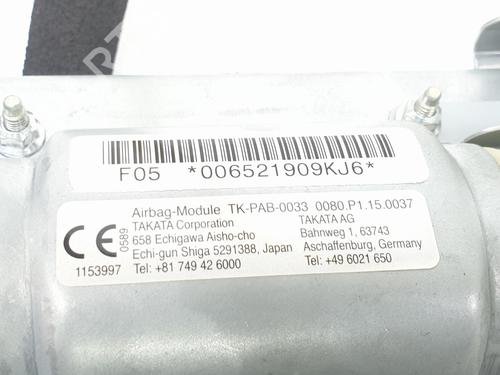 F05 *006521909KJ6*
Airbag-Module TK-PAB-0033 0080.P1.15.0037
TAKATA Corporation TAKATA AG
CE 0589 658 Echigawa Aisho-cho Bahnweg 1, 63743
Echi-gun Shiga 5291388, Japan Aschaffenburg, Germany
1153997 Tel: +81 749 42 6000 Tel: +49 6021 650